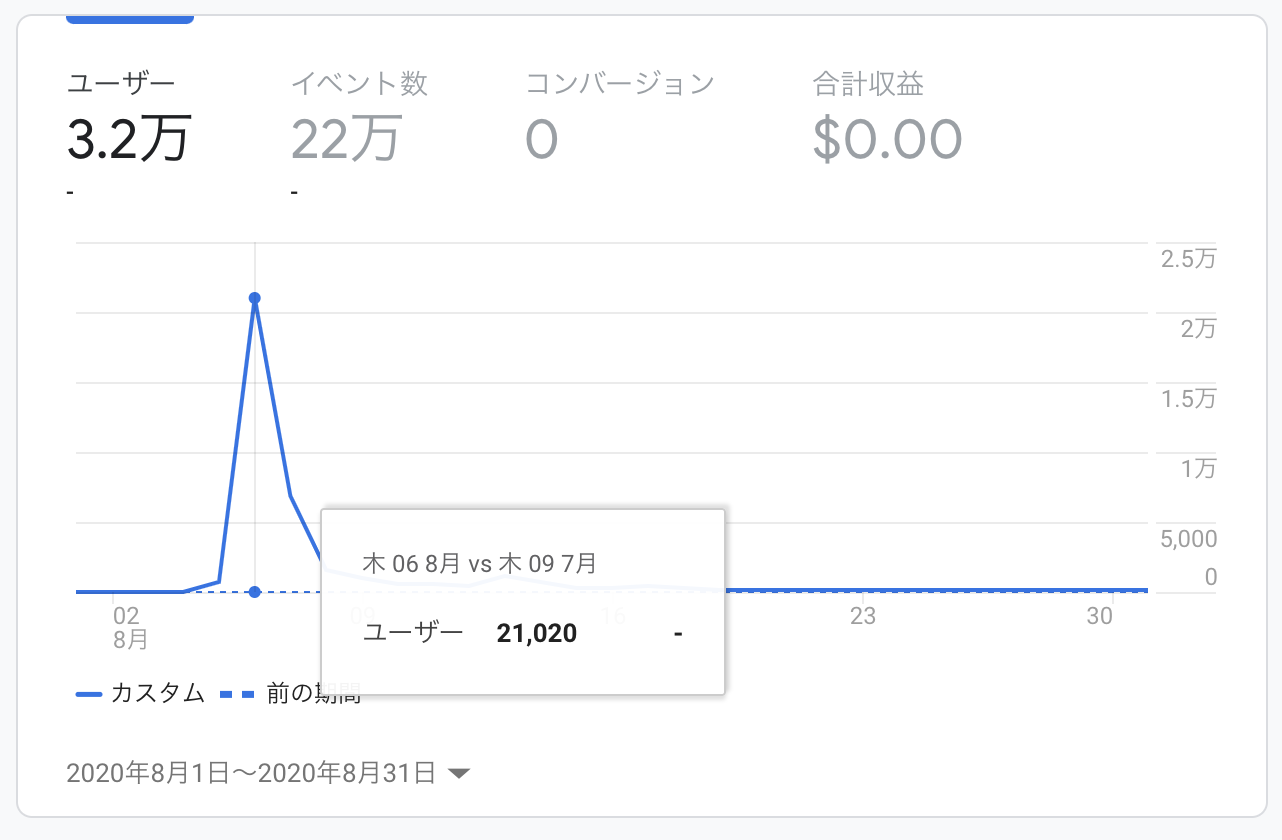 ユーザー イベント数 コンバージョン 合計収益
3.2万 22万 0 $0.00
- -
2.5万
2万
1.5万
1万
5,000
0
木 06 8月 vs 木 09 7月
ユーザー 21,020 -
02 09 16 23 30
8月
カスタム 前の期間
2020年8月1日～2020年8月31日